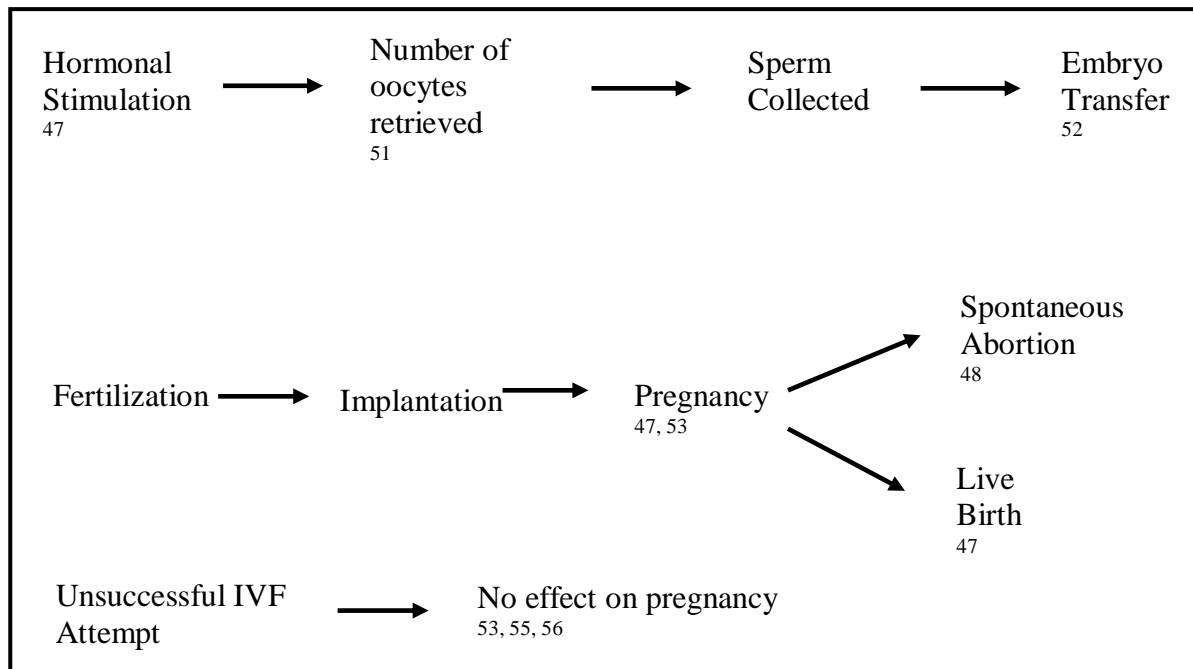 Hormonal
Stimulation
47
Number of
oocytes
retrieved
51
Sperm
Collected
Embryo
Transfer
52
Fertilization
Implantation
Pregnancy
47, 53
Spontaneous
Abortion
48
Live
Birth
47
Unsuccessful IVF
Attempt
No effect on pregnancy
53, 55, 56